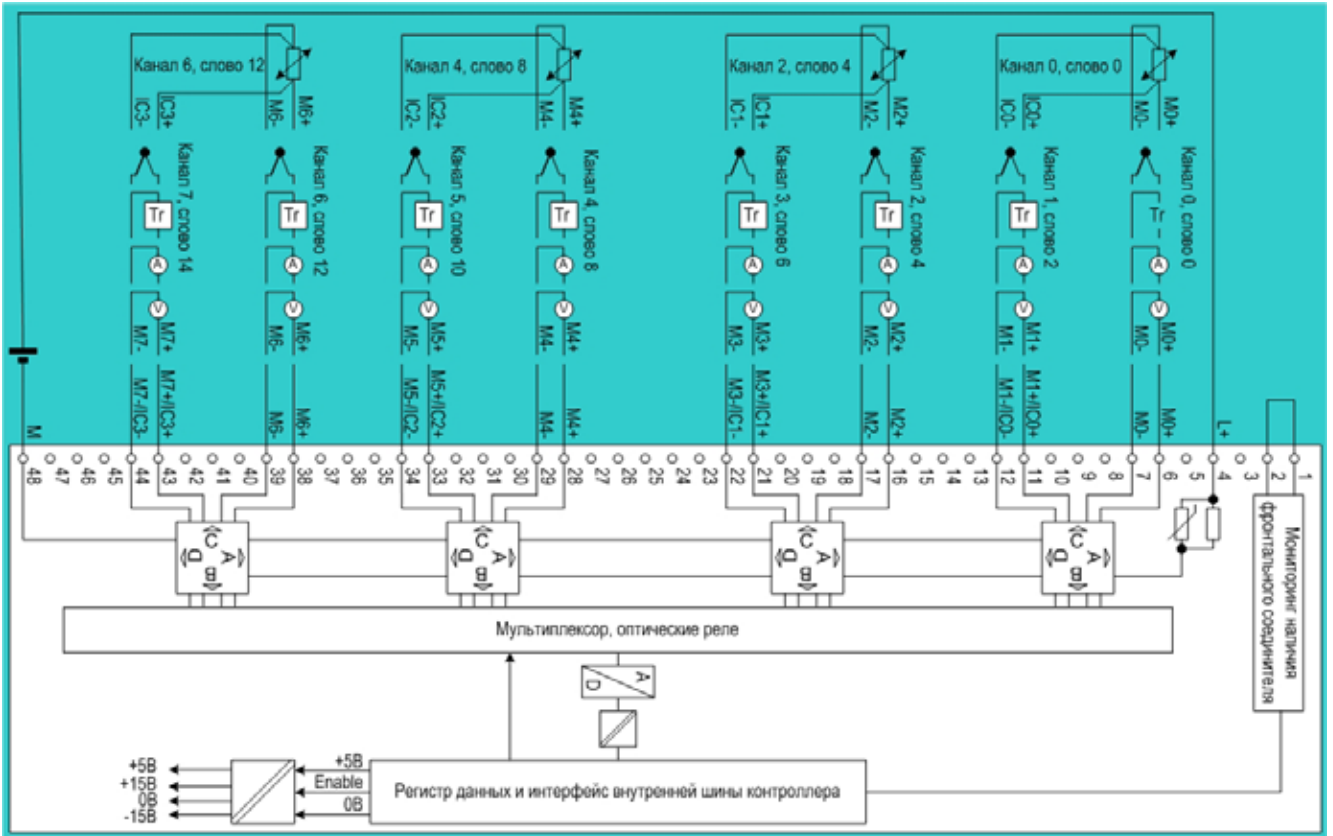 Канал 6, слово 12
Канал 4, слово 8
Канал 2, слово 4
Канал 0, слово 0
IC3-
IC3+
M6-
M6+
IC2-
IC2+
M4-
M4+
IC1-
IC1+
M2-
M2+
IC0-
IC0+
M0-
M0+
Канал 7, слово 14
Канал 6, слово 12
Канал 5, слово 10
Канал 4, слово 8
Канал 3, слово 6
Канал 2, слово 4
Канал 1, слово 2
Канал 0, слово 0
Tr
Tr
Tr
Tr
Tr
Tr
Tr
Tr
A
A
A
A
A
A
A
A
V
V
V
V
V
V
V
V
M7-
M7+
M6-
M6+
M5-
M5+
M4-
M4+
M3-
M3+
M2-
M2+
M1-
M1+
M0-
M0+
M
M7-/IC3-
M7+/IC3+
M6-
M6+
M5-/IC2-
M5+/IC2+
M4-
M4+
M3-/IC1-
M3+/IC1+
M2-
M2+
M1-/IC0-
M1+/IC0+
M0-
M0+
L+
48
47
46
45
44
43
42
41
40
39
38
37
36
35
34
33
32
31
30
29
28
27
26
25
24
23
22
21
20
19
18
17
16
15
14
13
12
11
10
9
8
7
6
5
4
3
2
1
A
B
C
D
A
B
C
D
A
B
C
D
A
B
C
D
Мониторинг наличия
фронтального соединителя
Мультиплексор, оптические реле
A
D
+5В
+15В
0В
-15В
+5В
Enable
0В
Регистр данных и интерфейс внутренней шины контроллера